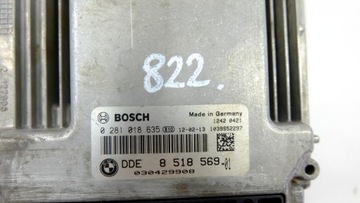 822.
BOSCH
Made in Germany
1242 0421
0 281 018 635
12-02-13
1039S52297
DDE 8 518 569-01
030429908